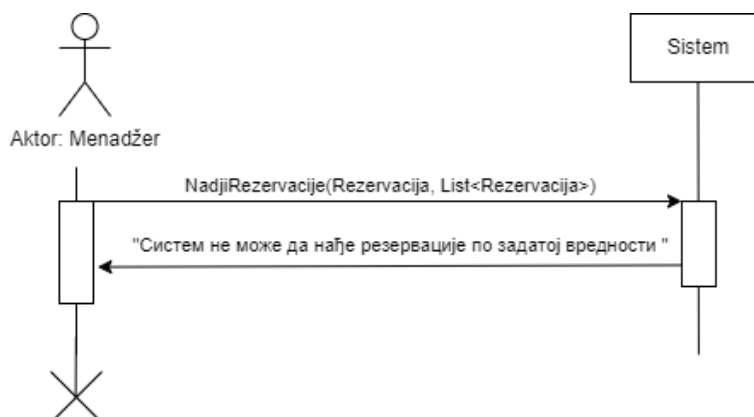 Sistem
Aktor: Menadžer
NadjiRezervacije(Rezervacija, List<Rezervacija>)
"Систем не може да нађе резервације по задатој вредности "